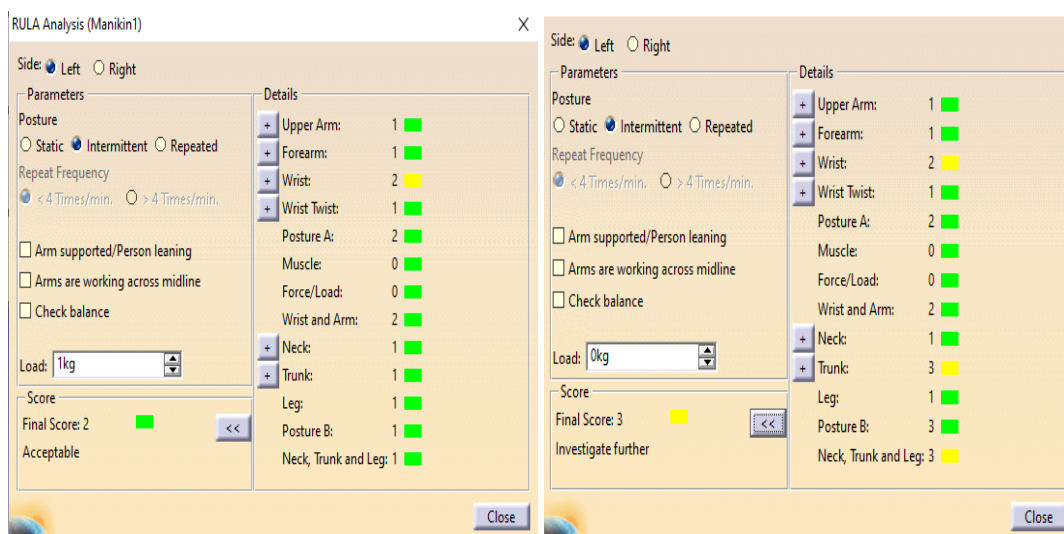 RULA Analysis (Manikin1) X
Side: Left Right
Parameters
Posture
Static Intermittent Repeated
Repeat Frequency
< 4 Times/min. > 4 Times/min.
Arm supported/Person leaning
Arms are working across midline
Check balance
Load: 1kg
Score
Final Score: 2
<<
Acceptable
Details
+ Upper Arm: 1
+ Forearm: 1
+ Wrist: 2
+ Wrist Twist: 1
Posture A: 2
Muscle: 0
Force/Load: 0
Wrist and Arm: 2
+ Neck: 1
+ Trunk: 1
Leg: 1
Posture B: 1
Neck, Trunk and Leg: 1
Close
Side: Left Right
Parameters
Posture
Static Intermittent Repeated
Repeat Frequency
< 4 Times/min. > 4 Times/min.
Arm supported/Person leaning
Arms are working across midline
Check balance
Load: 0kg
Score
Final Score: 3
<<
Investigate further
Details
+ Upper Arm: 1
+ Forearm: 1
+ Wrist: 2
+ Wrist Twist: 1
Posture A: 2
Muscle: 0
Force/Load: 0
Wrist and Arm: 2
+ Neck: 1
+ Trunk: 3
Leg: 1
Posture B: 3
Neck, Trunk and Leg: 3
Close